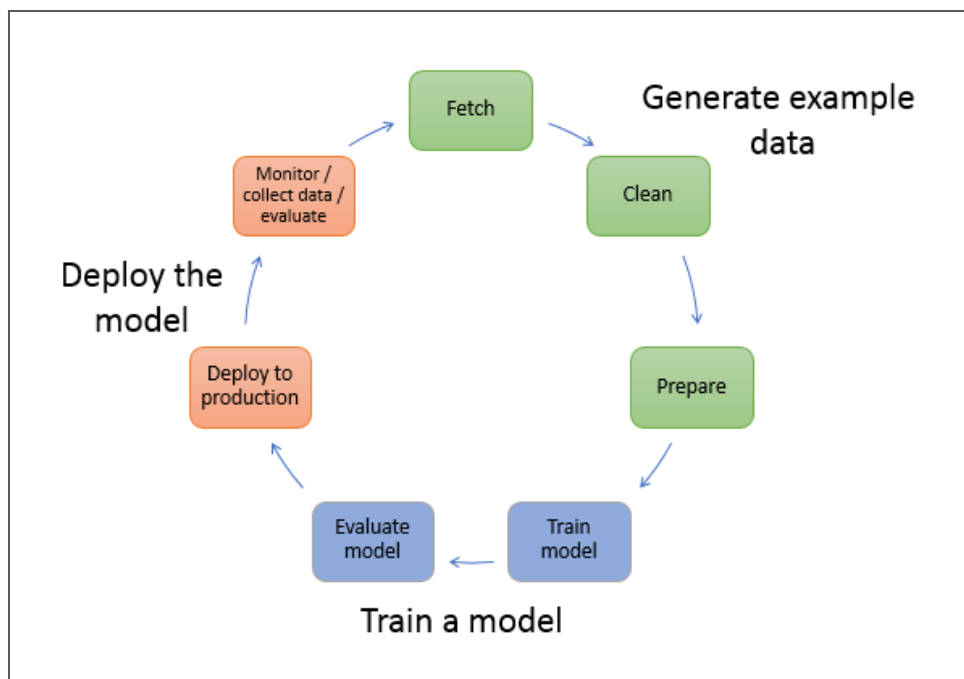 Fetch
Generate example
data
Clean
Prepare
Train
model
Evaluate
model
Train a model
Deploy to
production
Deploy the
model
Monitor /
collect data /
evaluate